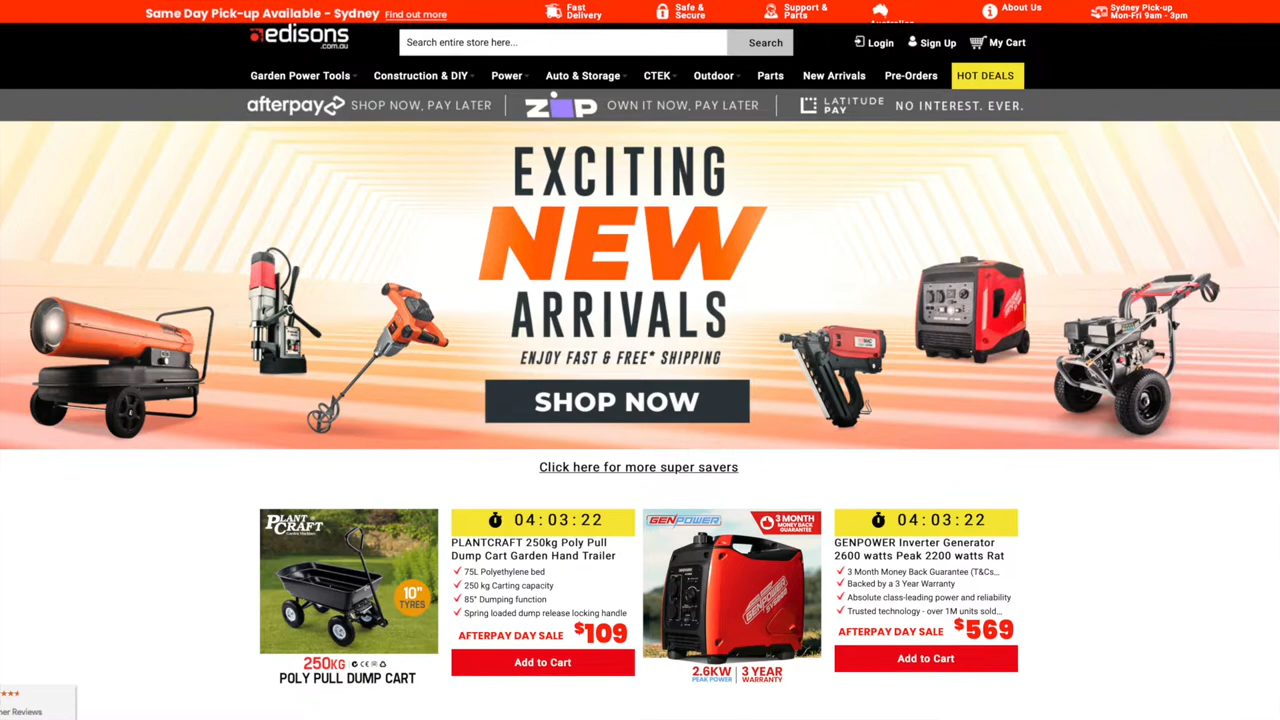 Same Day Pick-up Available - Sydney Find out more
Fast
Delivery
Safe &
Secure
Support &
Parts
About Us
Sydney Pick-up
Mon-Fri 9am - 3pm
edisons
.com.au
Search entire store here...
Search
Login
Sign Up
My Cart
Garden Power Tools
Construction & DIY
Power
Auto & Storage
CTEK
Outdoor
Parts
New Arrivals
Pre-Orders
HOT DEALS
afterpay SHOP NOW, PAY LATER
ZIP OWN IT NOW, PAY LATER
LATITUDE
PAY
NO INTEREST. EVER.
EXCITING
NEW
ARRIVALS
ENJOY FAST & FREE* SHIPPING
SHOP NOW
Click here for more super savers
PLANT
CRAFT
10"
TYRES
250KG
POLY PULL DUMP CART
04:03:22
PLANTCRAFT 250kg Poly Pull
Dump Cart Garden Hand Trailer
75L Polyethylene bed
250 kg Carting capacity
85° Dumping function
Spring loaded dump release locking handle
AFTERPAY DAY SALE $109
Add to Cart
GENPOWER
3 MONTH
MONEY BACK
GUARANTEE
GENPOWER
2.6KW
PEAK POWER
3 YEAR
WARRANTY
04:03:22
GENPOWER Inverter Generator
2600 watts Peak 2200 watts Rat
3 Month Money Back Guarantee (T&Cs...
Backed by a 3 Year Warranty
Absolute class-leading power and reliability
Trusted technology - over 1M units sold...
AFTERPAY DAY SALE $569
Add to Cart
Reviews